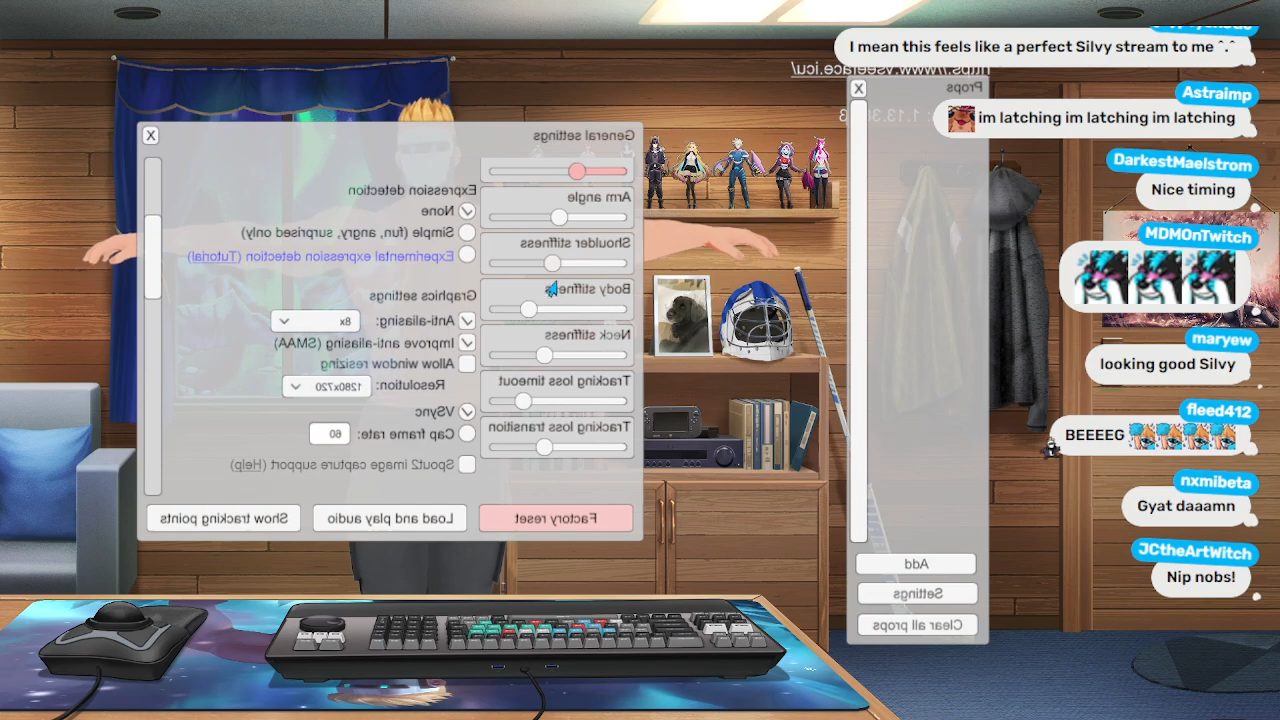 General settings
Arm angle
Shoulder stiffness
Body stiffness
Neck stiffness
Tracking loss timeout
Tracking loss transition
Factory reset
Expression detection
None
Simple (fun, angry, surprised only)
Experimental expression detection (Tutorial)
Graphics settings
Anti-aliasing: 8x
Improve anti-aliasing (SMAA)
Allow window resizing
Resolution: 1280x720
VSync
Cap frame rate: 60
Spout2 image capture support (Help)
Load and play audio
Show tracking points
X
https://www.vseeface.icu/
Props
X
Add
Settings
Clear all props
I mean this feels like a perfect Silvy stream to me ^.^
Astraimp
im latching im latching im latching
DarkestMaelstrom
Nice timing
MDMOnTwitch
maryew
looking good Silvy
fleed412
BEEEEG
nxmibeta
Gyat daaamn
JCtheArtWitch
Nip nobs!